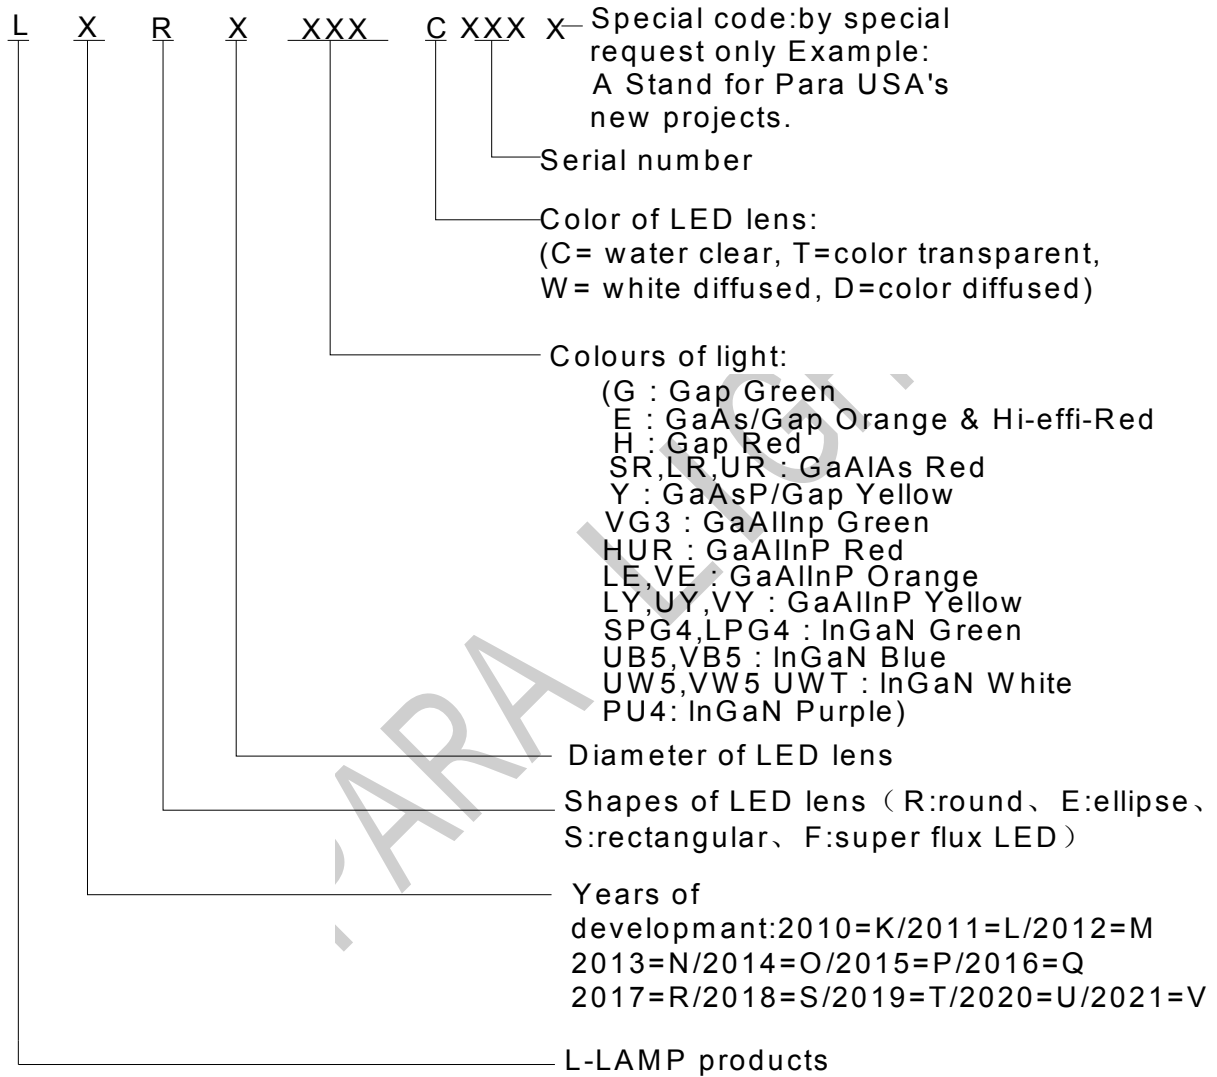 L X R X XXX C XXX X Special code:by special
request only Example:
A Stand for Para USA's
new projects.
Serial number
Color of LED lens:
(C= water clear, T=color transparent,
W= white diffused, D=color diffused)
Colours of light:
(G : Gap Green
E : GaAs/Gap Orange & Hi-effi-Red
H : Gap Red
SR,LR,UR : GaAlAs Red
Y : GaAsP/Gap Yellow
VG3 : GaAlInp Green
HUR : GaAlInP Red
LE,VE : GaAlInP Orange
LY,UY,VY : GaAlInP Yellow
SPG4,LPG4 : InGaN Green
UB5,VB5 : InGaN Blue
UW5,VW5 UWT : InGaN White
PU4: InGaN Purple)
Diameter of LED lens
Shapes of LED lens（R:round、E:ellipse、
S:rectangular、F:super flux LED）
Years of
developmant:2010=K/2011=L/2012=M
2013=N/2014=O/2015=P/2016=Q
2017=R/2018=S/2019=T/2020=U/2021=V
L-LAMP products
PARA LIGH